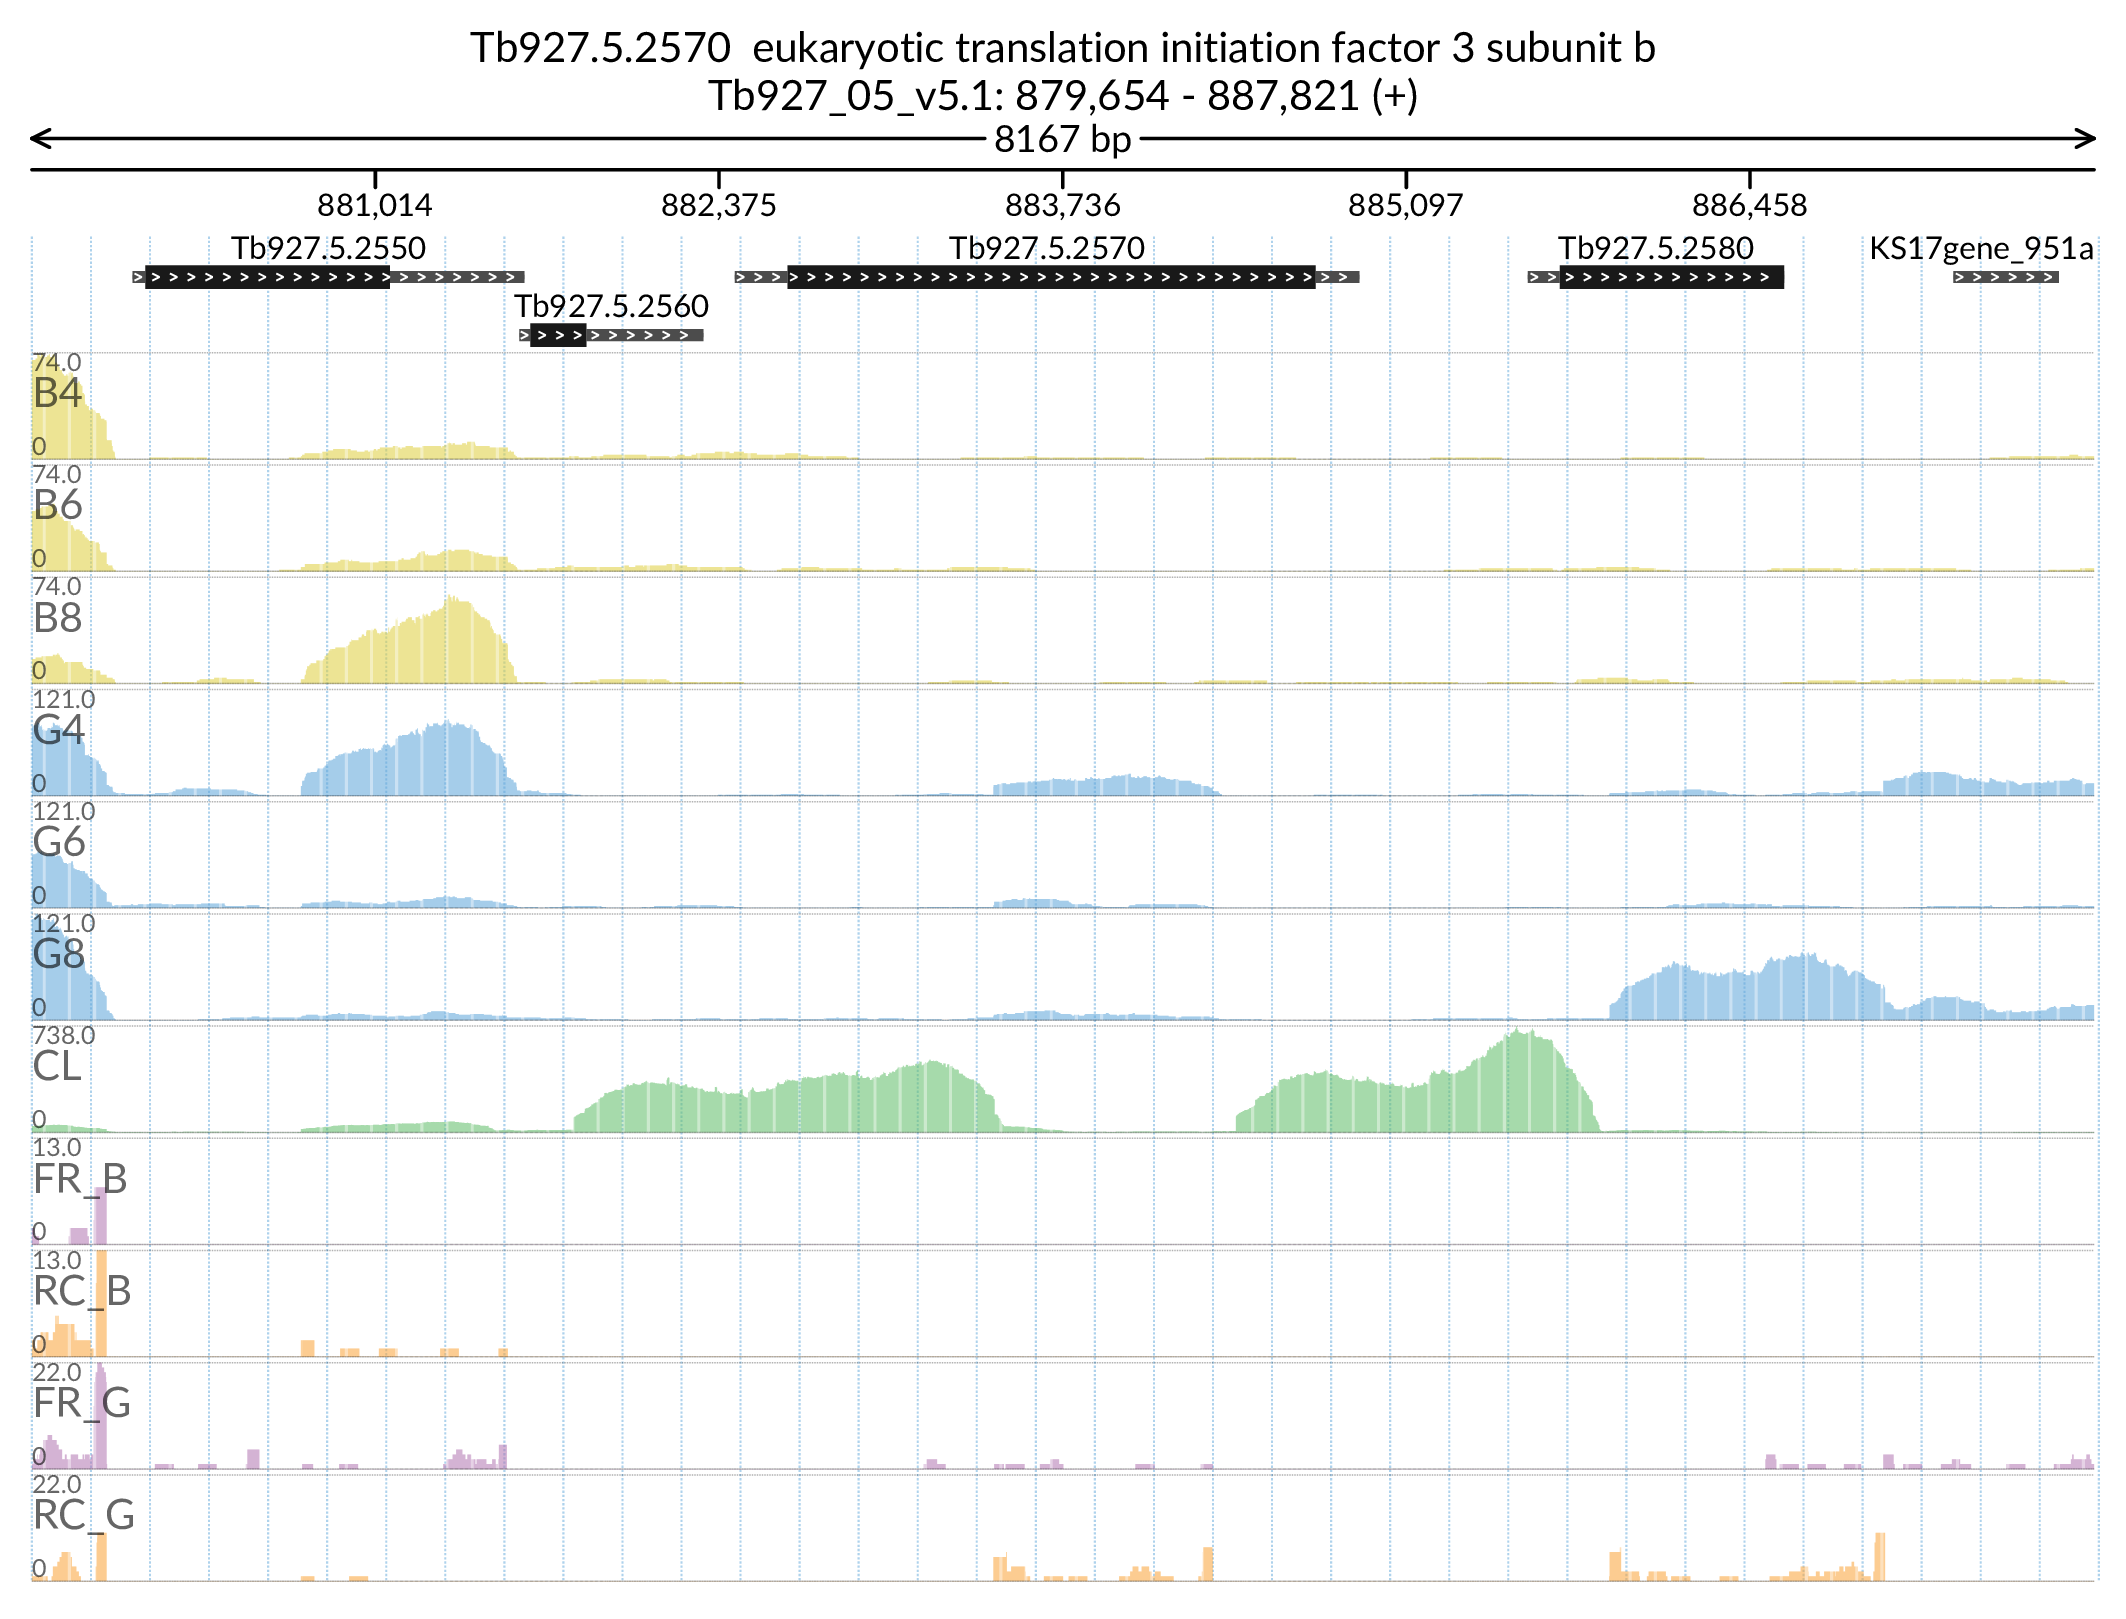 Tb927.5.2570 eukaryotic translation initiation factor 3 subunit b
Tb927_05_v5.1: 879,654 - 887,821 (+)
8167 bp
881,014 882,375 883,736 885,097 886,458
Tb927.5.2550 Tb927.5.2570 Tb927.5.2580 KS17gene_951a
Tb927.5.2560
74.0
B4
0
74.0
B6
0
74.0
B8
0
121.0
G4
0
121.0
G6
0
121.0
G8
0
738.0
CL
0
13.0
FR_B
0
13.0
RC_B
0
22.0
FR_G
0
22.0
RC_G
0